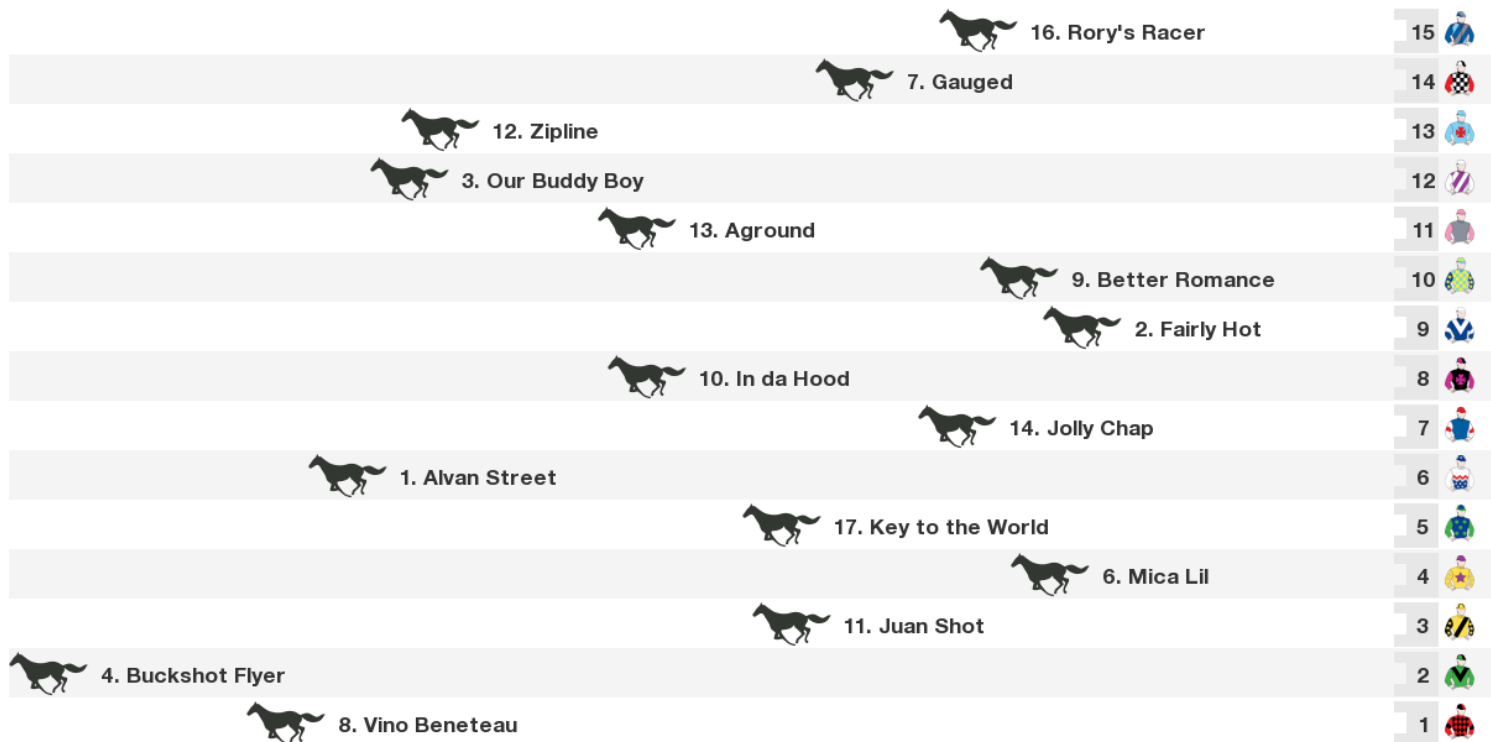 16. Rory's Racer 15
7. Gauged 14
12. Zipline 13
3. Our Buddy Boy 12
13. Aground 11
9. Better Romance 10
2. Fairly Hot 9
10. In da Hood 8
14. Jolly Chap 7
1. Alvan Street 6
17. Key to the World 5
6. Mica Lil 4
11. Juan Shot 3
4. Buckshot Flyer 2
8. Vino Beneteau 1